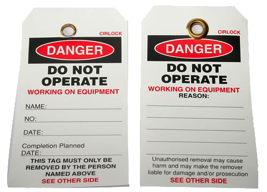 CIRLOCK
DANGER
DO NOT
OPERATE
WORKING ON EQUIPMENT
NAME:
NO:
DATE:
Completion Planned
DATE:
THIS TAG MUST ONLY BE
REMOVED BY THE PERSON
NAMED ABOVE
SEE OTHER SIDE
CIRLOCK
DANGER
DO NOT
OPERATE
WORKING ON EQUIPMENT
REASON:
Unauthorised removal may cause
harm and may make the remover
liable for damage and/or prosecution
SEE OTHER SIDE